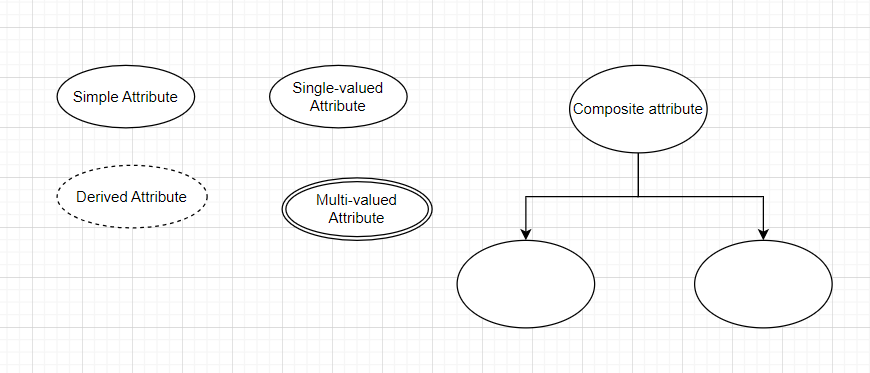 Simple Attribute
Single-valued
Attribute
Composite attribute
Derived Attribute
Multi-valued
Attribute